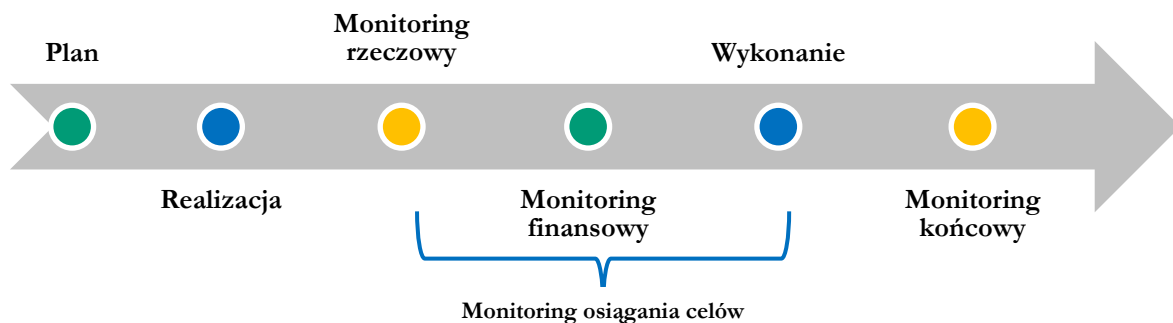 Plan
Monitoring
rzeczowy
Wykonanie
Realizacja
Monitoring
finansowy
Monitoring
końcowy
Monitoring osiągania celów